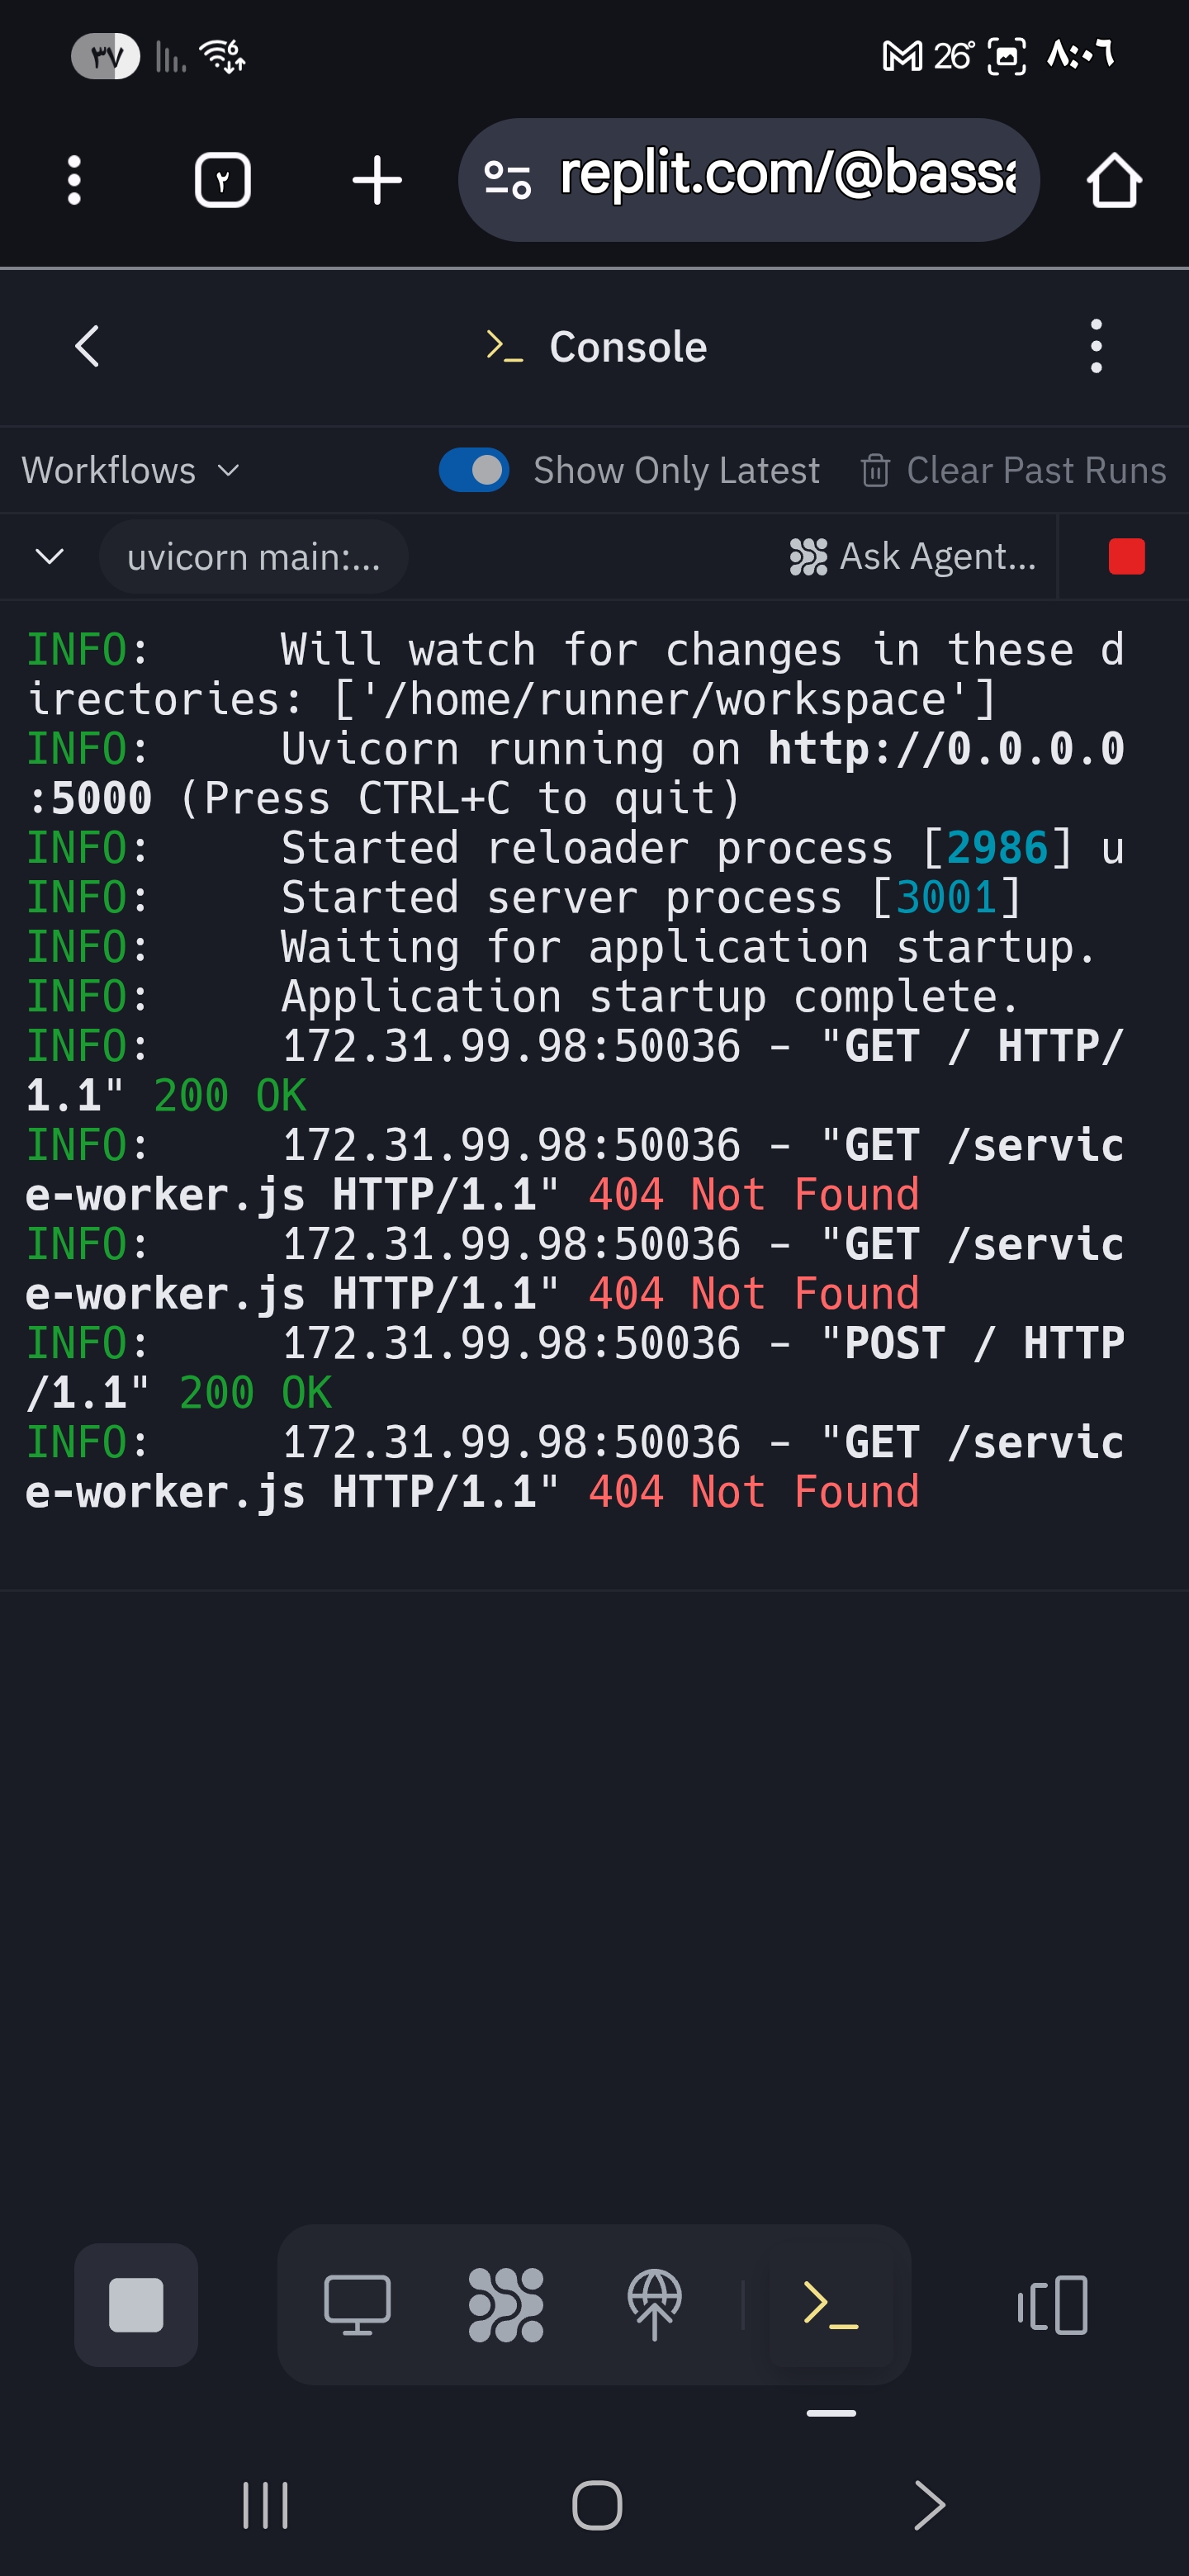 ٣٧
6
26°
٨:٠٦
٢
replit.com/@bassa
Console
Workflows
Show Only Latest
Clear Past Runs
uvicorn main:...
Ask Agent...
INFO:     Will watch for changes in these d
irectories: ['/home/runner/workspace']
INFO:     Uvicorn running on http://0.0.0.0
:5000 (Press CTRL+C to quit)
INFO:     Started reloader process [2986] u
INFO:     Started server process [3001]
INFO:     Waiting for application startup.
INFO:     Application startup complete.
INFO:     172.31.99.98:50036 - "GET / HTTP/
1.1" 200 OK
INFO:     172.31.99.98:50036 - "GET /servic
e-worker.js HTTP/1.1" 404 Not Found
INFO:     172.31.99.98:50036 - "GET /servic
e-worker.js HTTP/1.1" 404 Not Found
INFO:     172.31.99.98:50036 - "POST / HTTP
/1.1" 200 OK
INFO:     172.31.99.98:50036 - "GET /servic
e-worker.js HTTP/1.1" 404 Not Found